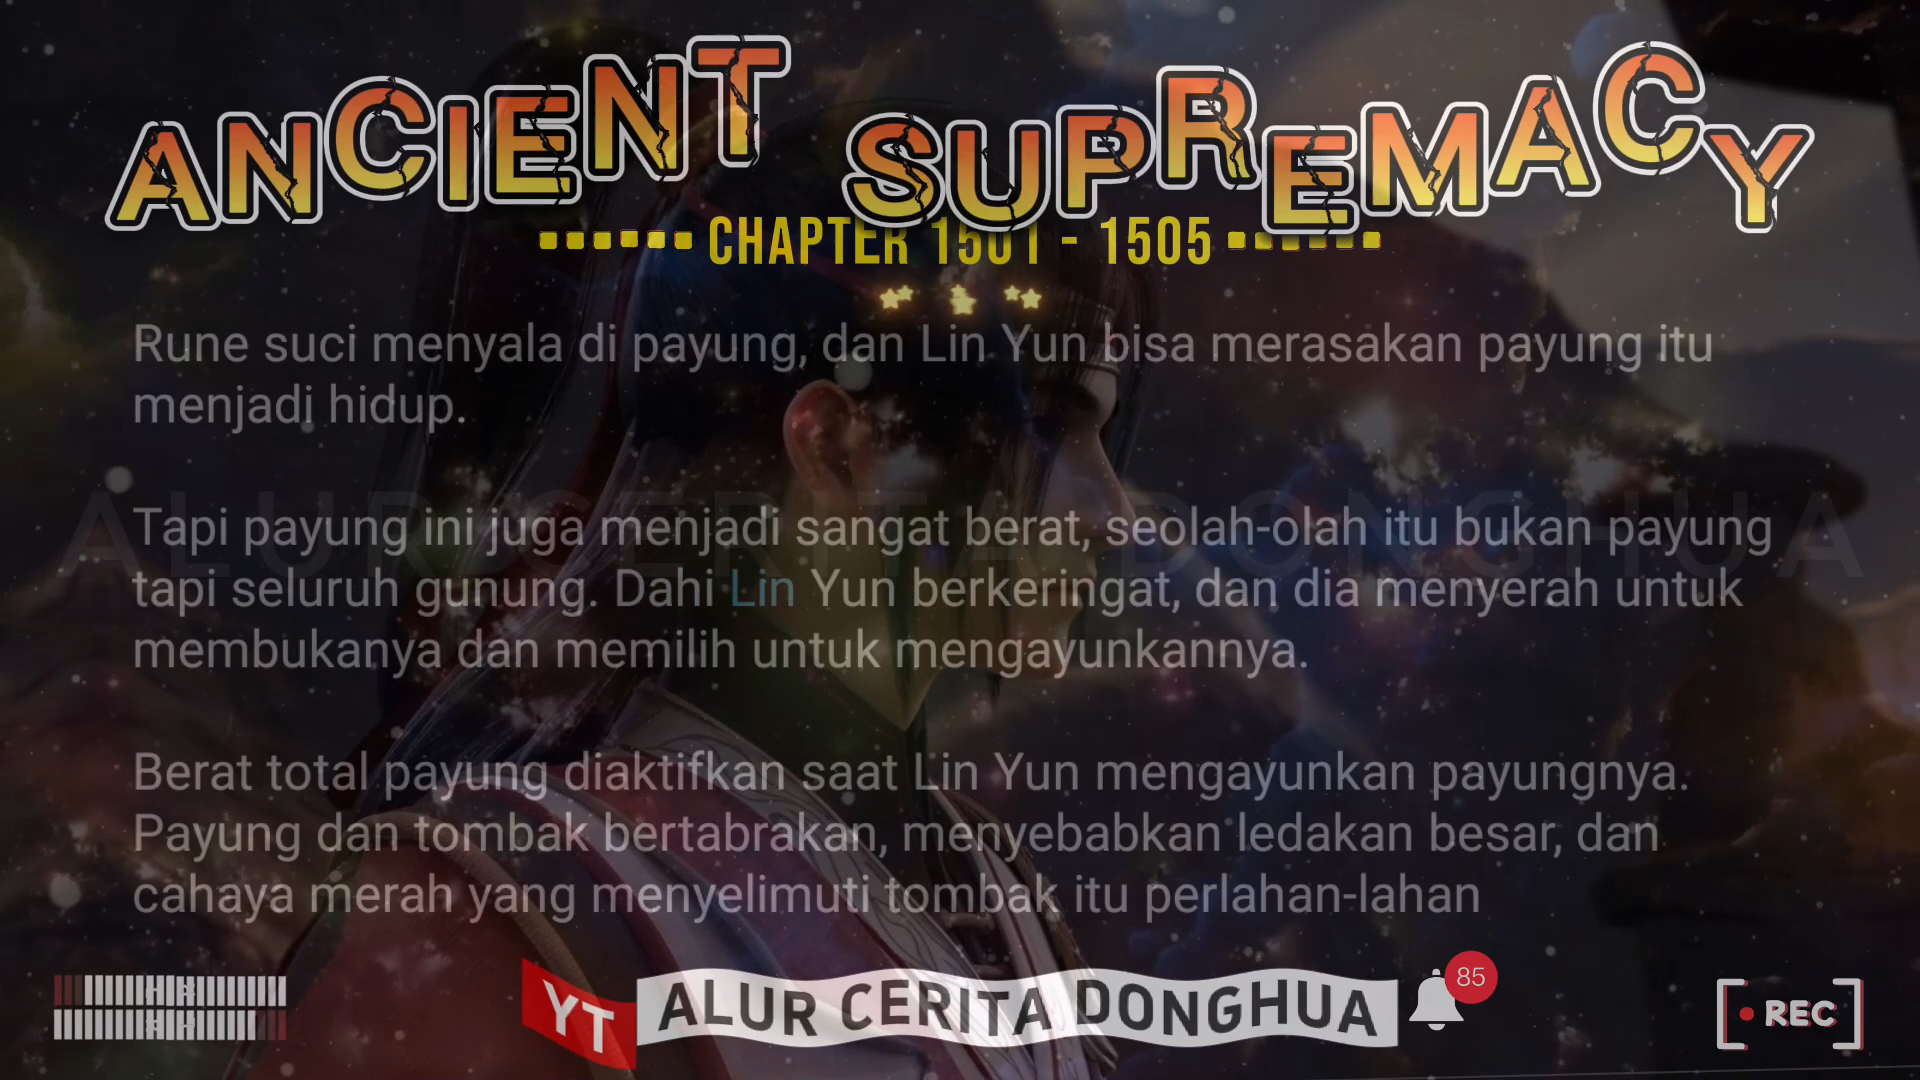 ANCIENT SUPREMACY
CHAPTER 1501 - 1505
Rune suci menyala di payung, dan Lin Yun bisa merasakan payung itu
menjadi hidup.
ALUR CERITA DONGHUA
Tapi payung ini juga menjadi sangat berat, seolah-olah itu bukan payung
tapi seluruh gunung. Dahi Lin Yun berkeringat, dan dia menyerah untuk
membukanya dan memilih untuk mengayunkannya.
Berat total payung diaktifkan saat Lin Yun mengayunkan payungnya.
Payung dan tombak bertabrakan, menyebabkan ledakan besar, dan
cahaya merah yang menyelimuti tombak itu perlahan-lahan
YT ALUR CERITA DONGHUA
85
REC